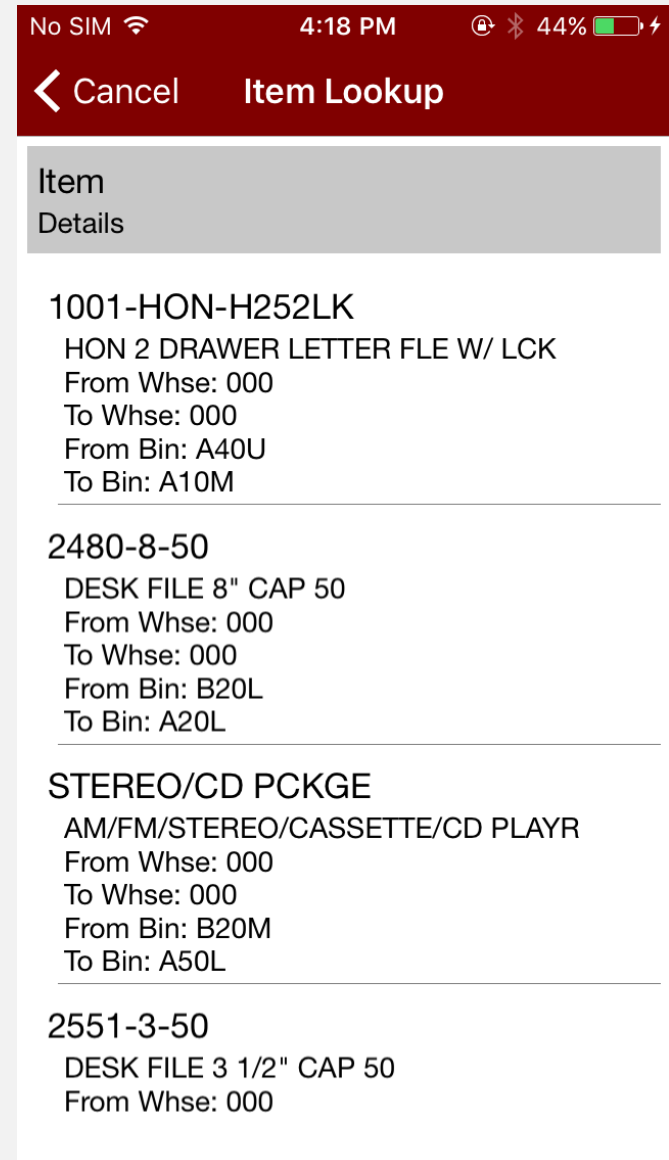 No SIM 4:18 PM 44%
Cancel Item Lookup
Item
Details
1001-HON-H252LK
HON 2 DRAWER LETTER FLE W/ LCK
From Whse: 000
To Whse: 000
From Bin: A40U
To Bin: A10M
2480-8-50
DESK FILE 8" CAP 50
From Whse: 000
To Whse: 000
From Bin: B20L
To Bin: A20L
STEREO/CD PCKGE
AM/FM/STEREO/CASSETTE/CD PLAYR
From Whse: 000
To Whse: 000
From Bin: B20M
To Bin: A50L
2551-3-50
DESK FILE 3 1/2" CAP 50
From Whse: 000